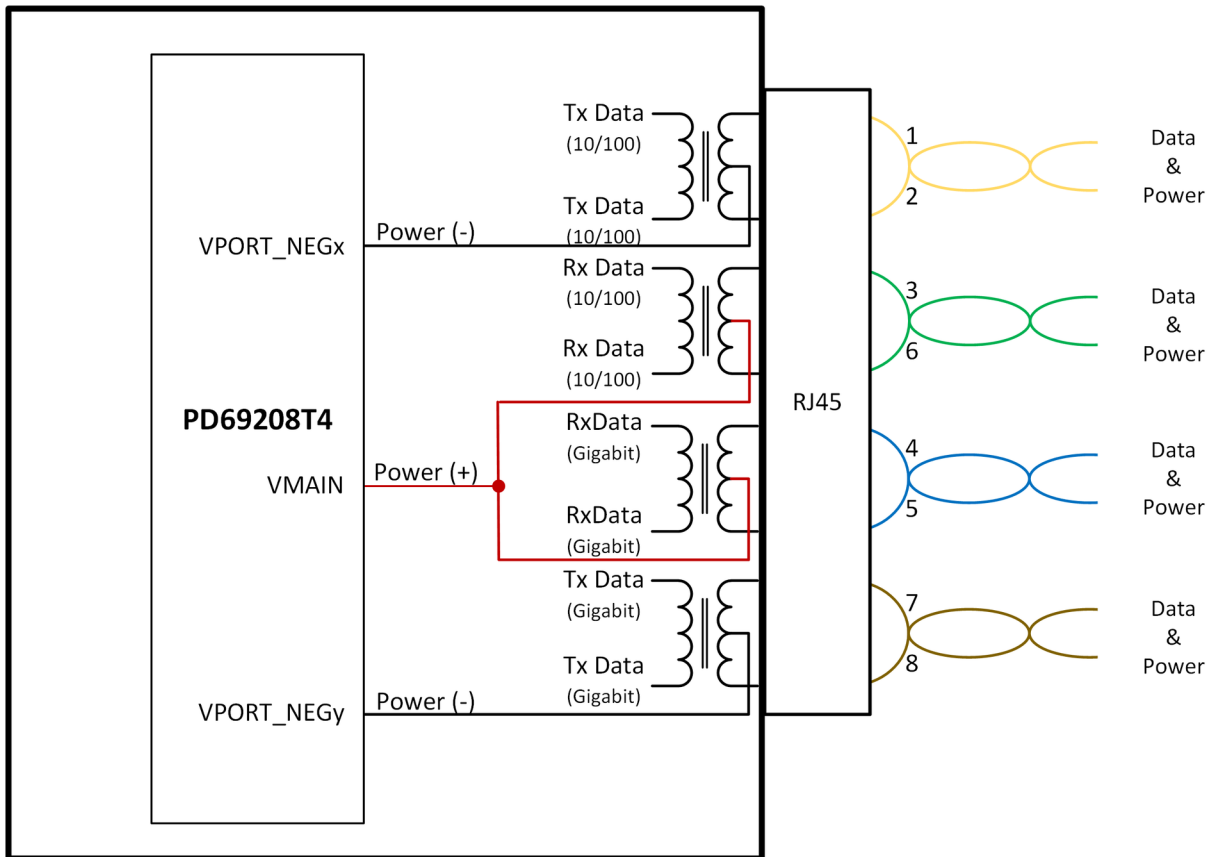 Tx Data
(10/100)
Tx Data
(10/100)
VPORT_NEGx
Power (-)
Rx Data
(10/100)
Rx Data
(10/100)
PD69208T4
VMAIN
Power (+)
RxData
(Gigabit)
RxData
(Gigabit)
Tx Data
(Gigabit)
Tx Data
(Gigabit)
VPORT_NEGy
Power (-)
RJ45
1
2
Data
&
Power
3
6
Data
&
Power
4
5
Data
&
Power
7
8
Data
&
Power